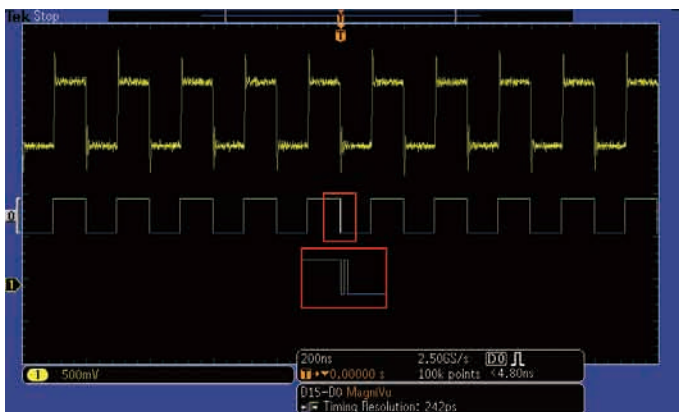 Tek Stop
T
D
1
1 500mV
200ns 2.50GS/s D0
T→▼0.00000 s 100k points <4.80ns
D15-D0 MagniVu
Timing Resolution: 242ps